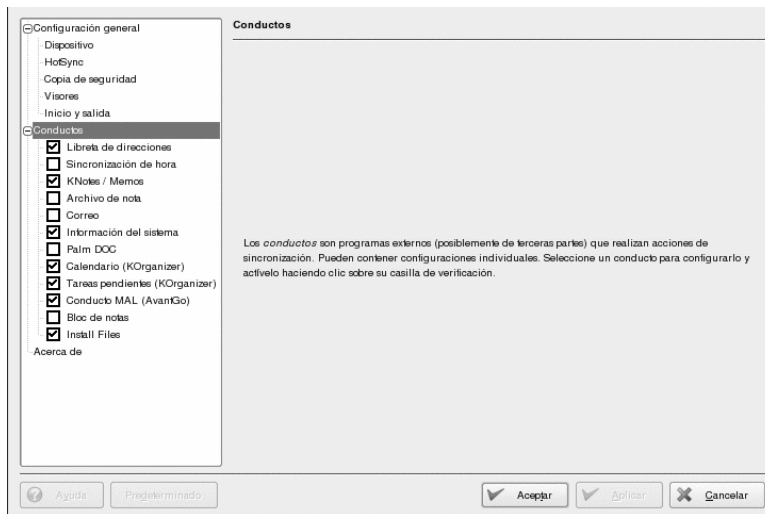 Configuración general
Dispositivo
HotSync
Copia de seguridad
Visores
Inicio y salida
Conductos
Libreta de direcciones
Sincronización de hora
KNotes / Memos
Archivo de nota
Correo
Información del sistema
Palm DOC
Calendario (KOrganizer)
Tareas pendientes (KOrganizer)
Conducto MAL (AvantGo)
Bloc de notas
Install Files
Acerca de
Conductos
Los conductos son programas externos (posiblemente de terceras partes) que realizan acciones de
sincronización. Pueden contener configuraciones individuales. Seleccione un conducto para configurarlo y
actívelo haciendo clic sobre su casilla de verificación.
Ayuda
Predeterminado
Aceptar
Aplicar
Cancelar